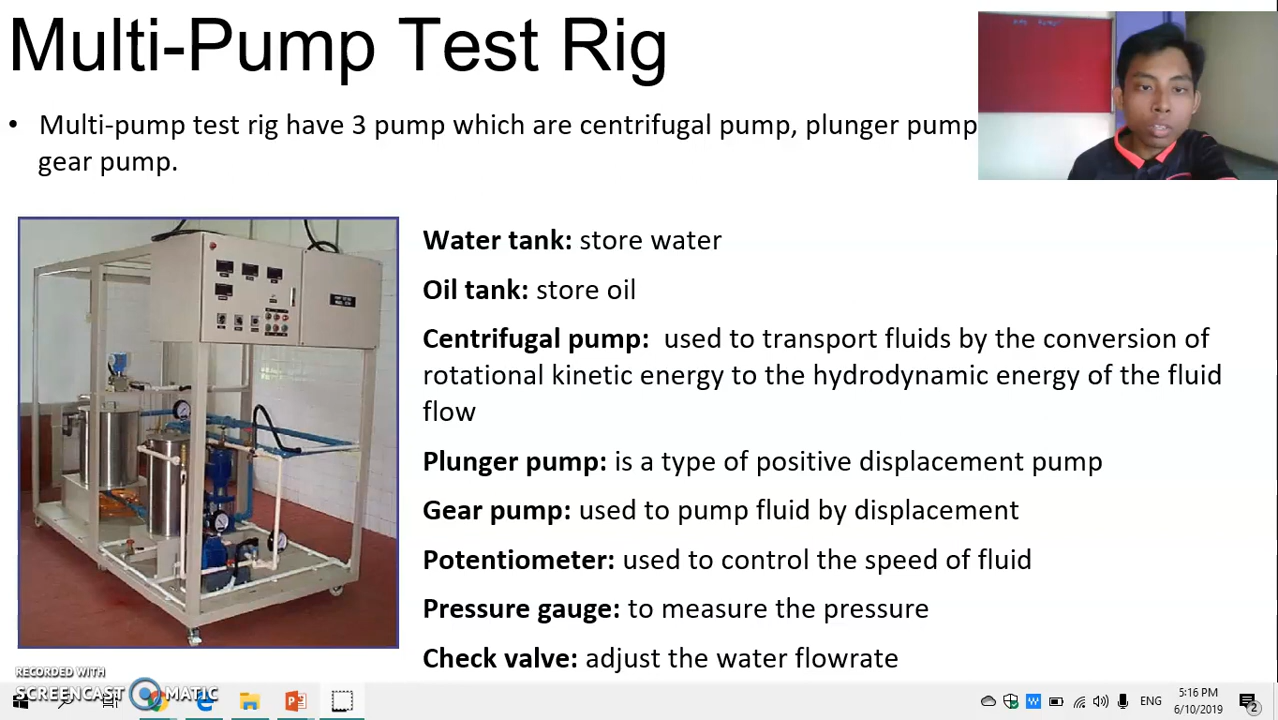 Multi-Pump Test Rig
• Multi-pump test rig have 3 pump which are centrifugal pump, plunger pump
gear pump.
Water tank: store water
Oil tank: store oil
Centrifugal pump: used to transport fluids by the conversion of
rotational kinetic energy to the hydrodynamic energy of the fluid
flow
Plunger pump: is a type of positive displacement pump
Gear pump: used to pump fluid by displacement
Potentiometer: used to control the speed of fluid
Pressure gauge: to measure the pressure
Check valve: adjust the water flowrate
RECORDED WITH
SCREENCAST MATIC
ENG
5:16 PM
6/10/2019
2